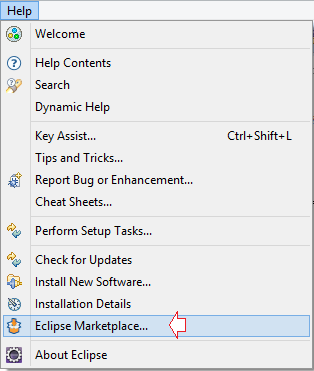 Help
Welcome
Help Contents
Search
Dynamic Help
Key Assist... Ctrl+Shift+L
Tips and Tricks...
Report Bug or Enhancement...
Cheat Sheets...
Perform Setup Tasks...
Check for Updates
Install New Software...
Installation Details
Eclipse Marketplace...
About Eclipse